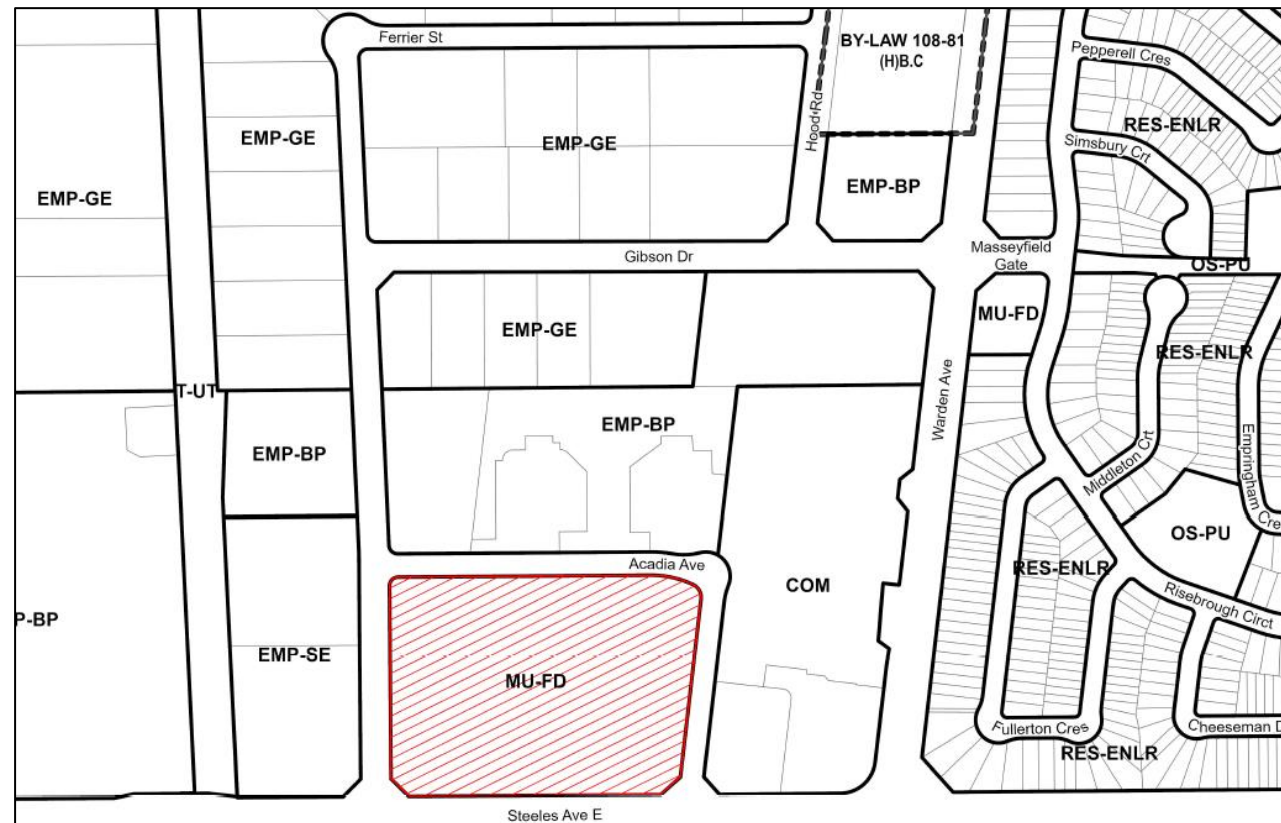 Ferrier St
BY-LAW 108-81
(H)B.C
Pepperell Cres
Hood Rd
RES-ENLR
EMP-GE
EMP-GE
Simsbury Crt
EMP-GE
EMP-BP
Gibson Dr
Masseyfield
Gate
OS-PU
MU-FD
EMP-GE
RES-ENLR
T-UT
Warden Ave
EMP-BP
EMP-BP
Middleton Crt
Empringham Cre
OS-PU
Acadia Ave
RES-ENLR
COM
Risebrough Circt
P-BP
EMP-SE
MU-FD
Fullerton Cres
Cheeseman D
RES-ENLR
Steeles Ave E